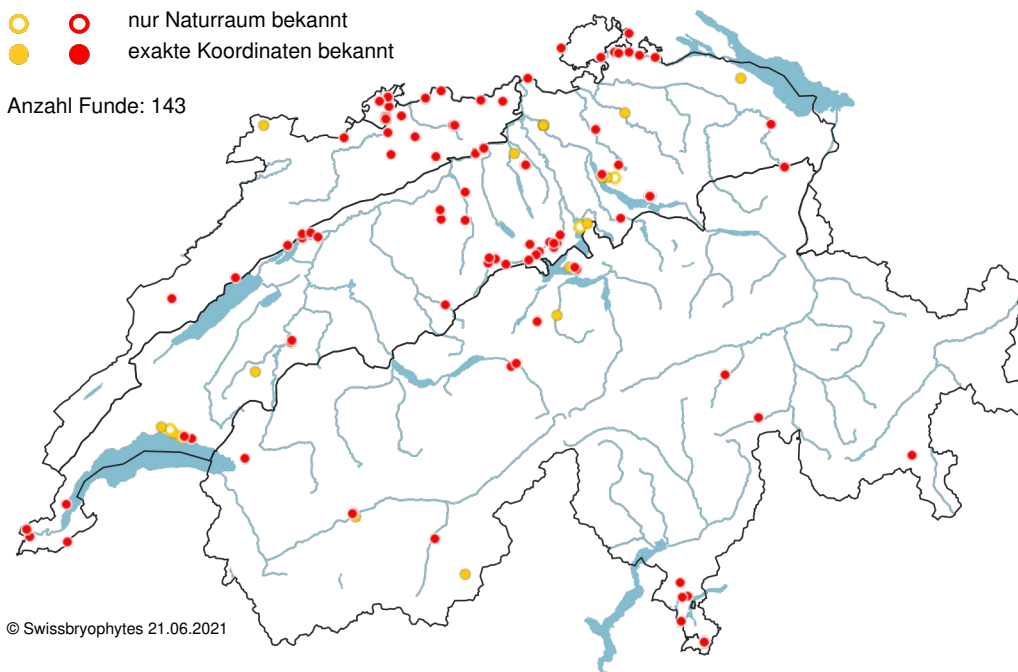 nur Naturraum bekannt
exakte Koordinaten bekannt
Anzahl Funde: 143
© Swissbryophytes 21.06.2021